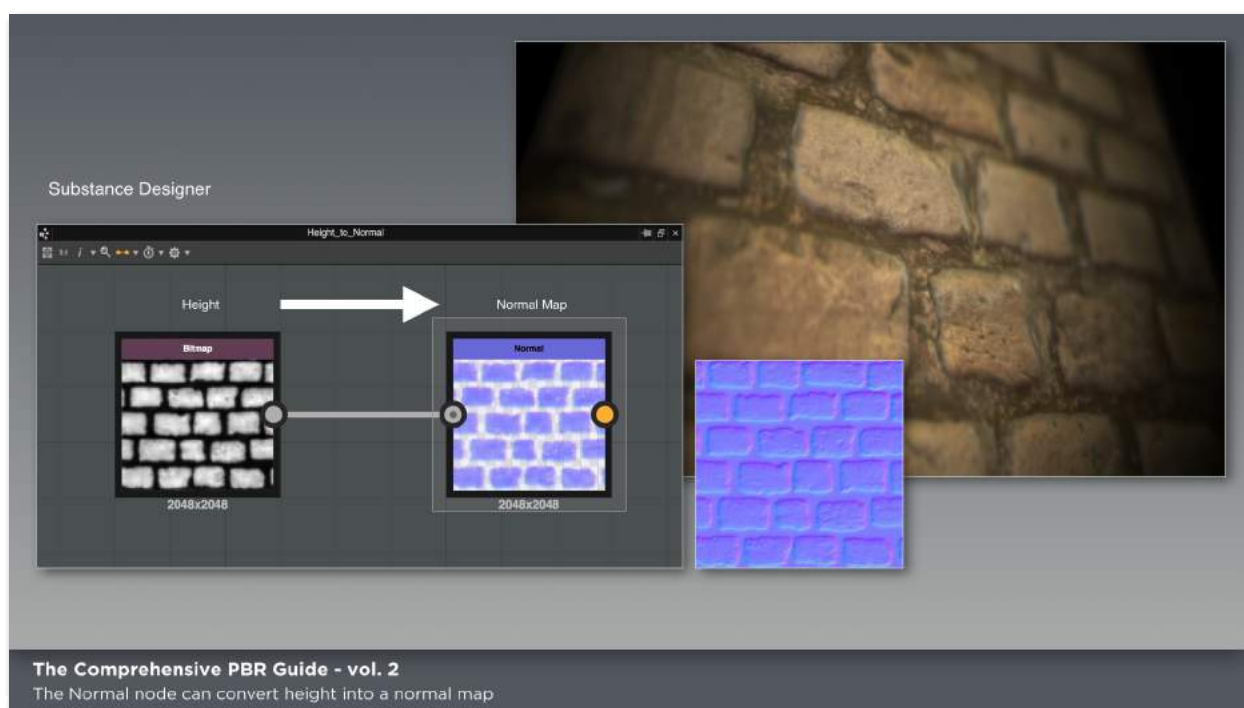 Substance Designer
Height_to_Normal
Height
Normal Map
Bitmap
Normal
2048x2048
2048x2048
The Comprehensive PBR Guide - vol. 2
The Normal node can convert height into a normal map